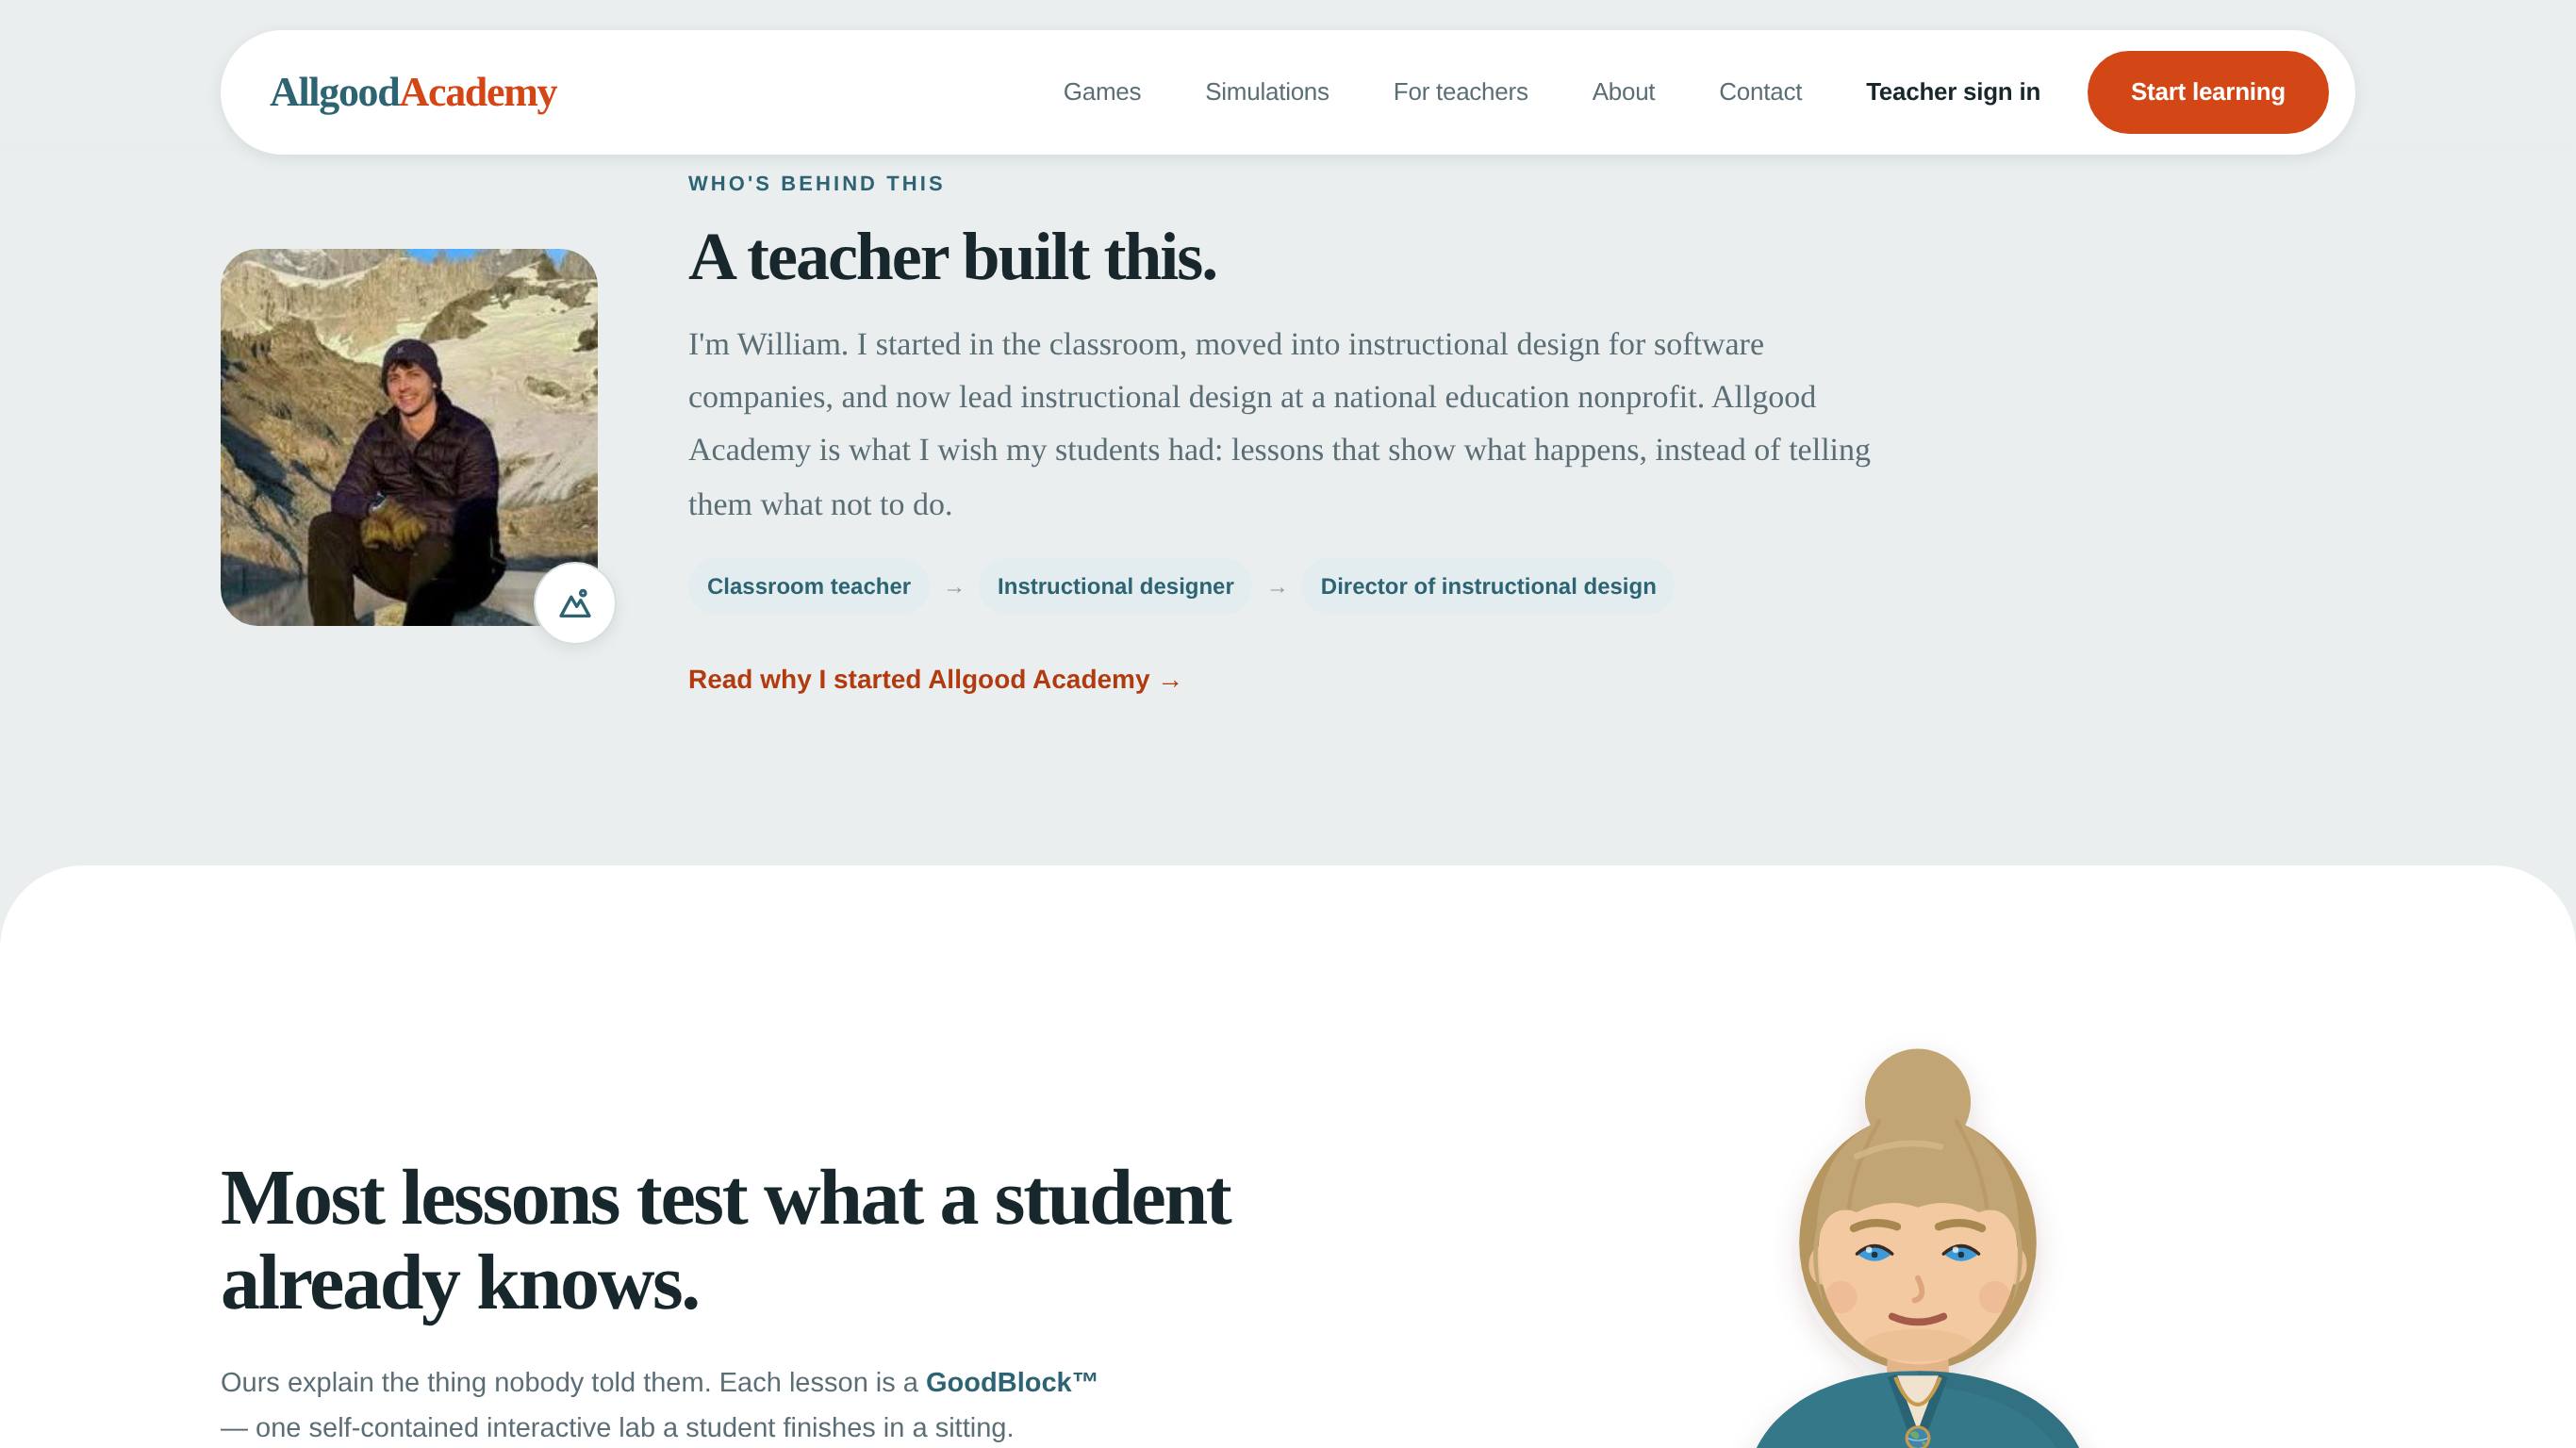 AllgoodAcademy
Games
Simulations
For teachers
About
Contact
Teacher sign in
Start learning
WHO'S BEHIND THIS
A teacher built this.
I'm William. I started in the classroom, moved into instructional design for software
companies, and now lead instructional design at a national education nonprofit. Allgood
Academy is what I wish my students had: lessons that show what happens, instead of telling
them what not to do.
Classroom teacher → Instructional designer → Director of instructional design
Read why I started Allgood Academy →
Most lessons test what a student
already knows.
Ours explain the thing nobody told them. Each lesson is a GoodBlock™
— one self-contained interactive lab a student finishes in a sitting.